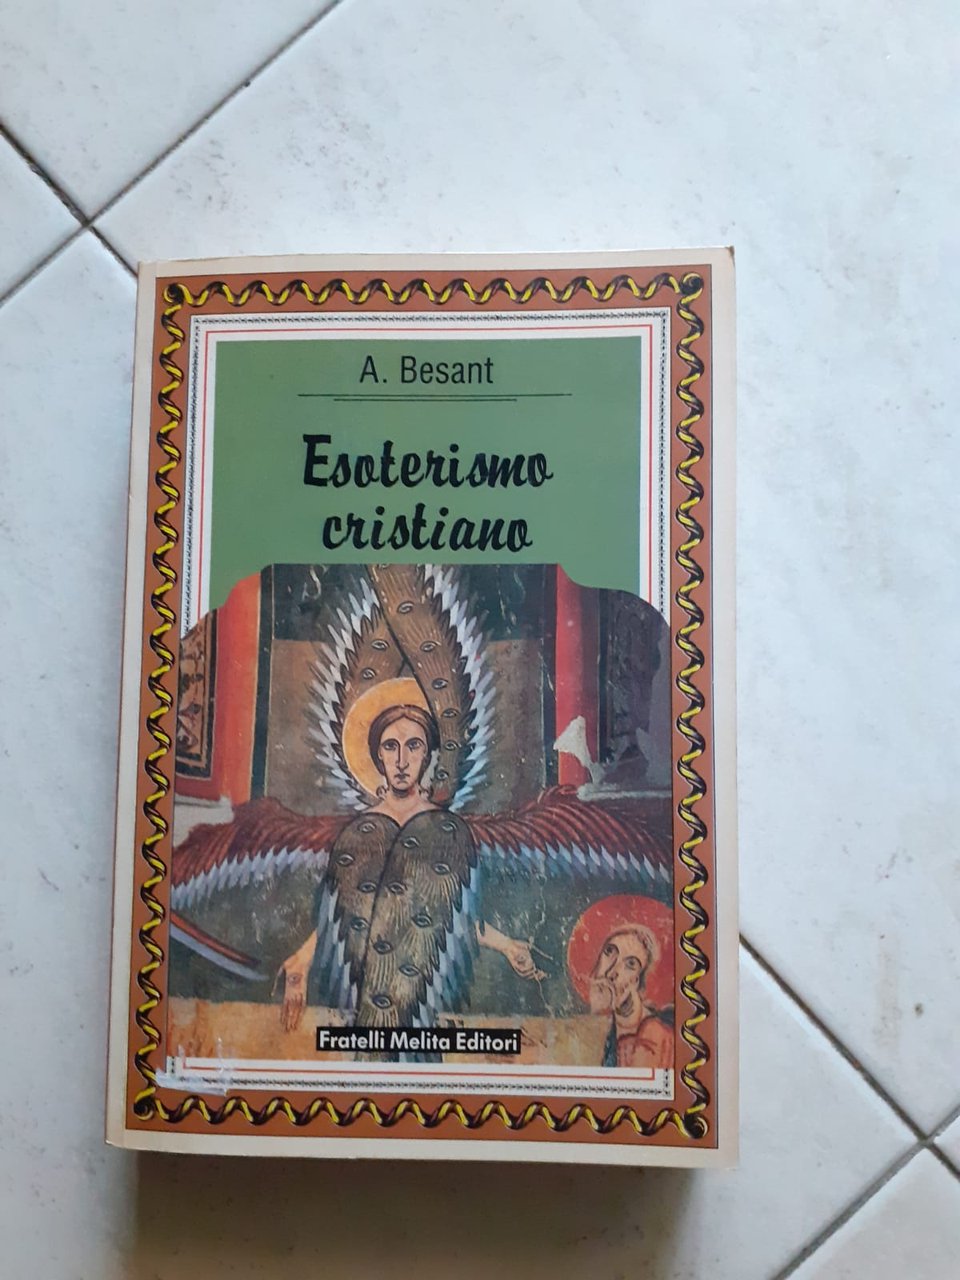 A. Besant
Esoterismo
cristiano
Fratelli Melita Editori